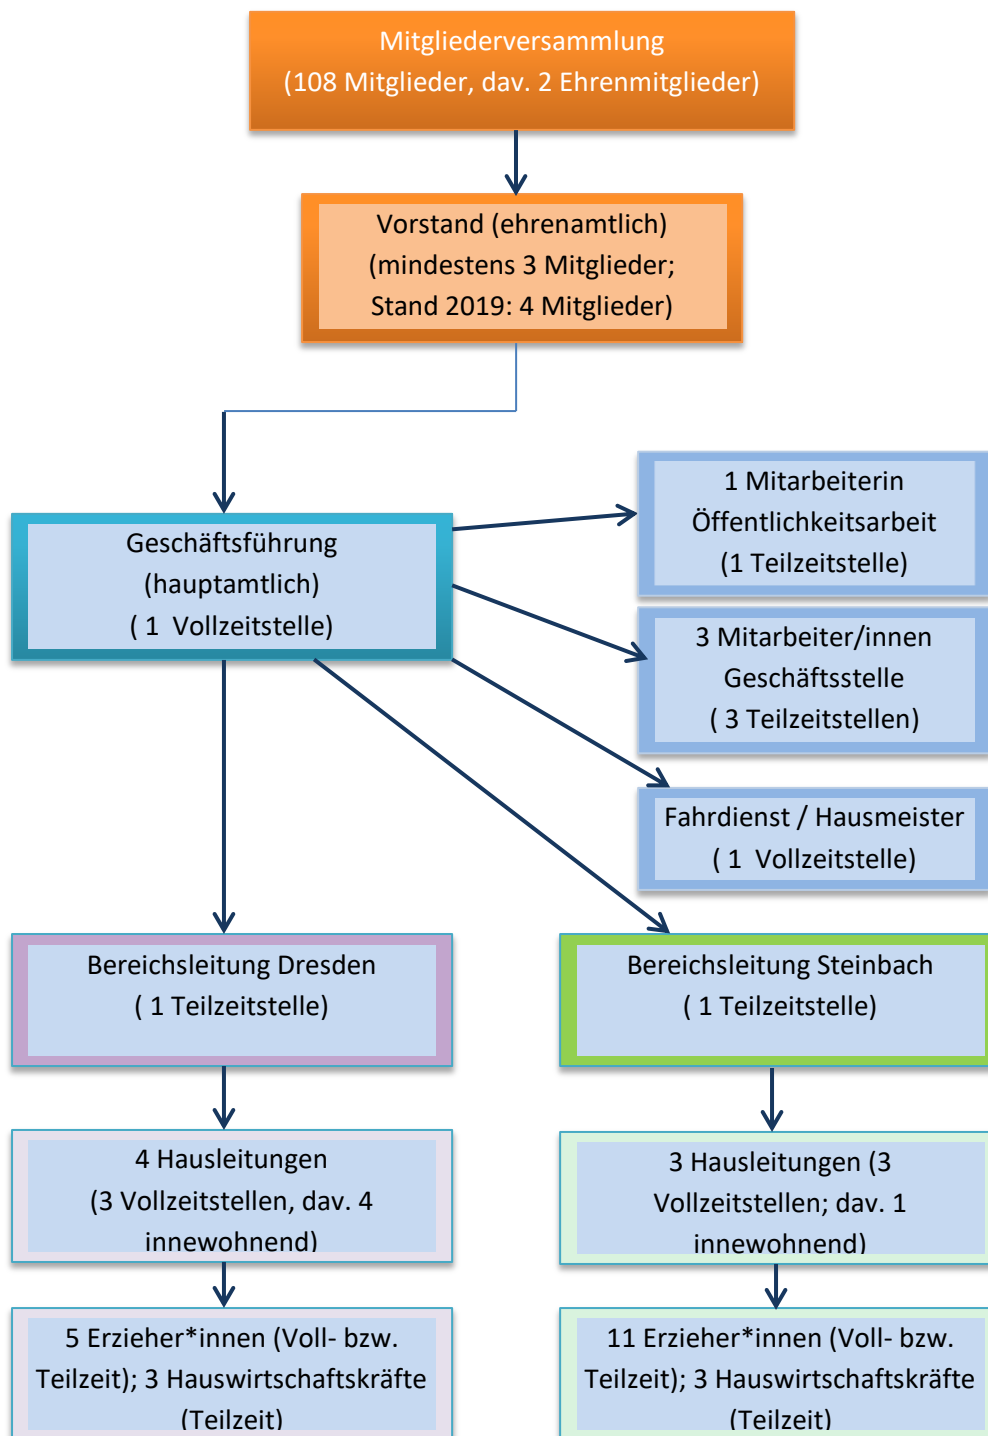 Mitgliederversammlung
(108 Mitglieder, dav. 2 Ehrenmitglieder)
Vorstand (ehrenamtlich)
(mindestens 3 Mitglieder;
Stand 2019: 4 Mitglieder)
1 Mitarbeiterin
Öffentlichkeitsarbeit
(1 Teilzeitstelle)
Geschäftsführung
(hauptamtlich)
( 1 Vollzeitstelle)
3 Mitarbeiter/innen
Geschäftsstelle
( 3 Teilzeitstellen)
Fahrdienst / Hausmeister
( 1 Vollzeitstelle)
Bereichsleitung Dresden
( 1 Teilzeitstelle)
Bereichsleitung Steinbach
( 1 Teilzeitstelle)
4 Hausleitungen
(3 Vollzeitstellen, dav. 4
innewohnend)
3 Hausleitungen (3
Vollzeitstellen; dav. 1
innewohnend)
5 Erzieher*innen (Voll- bzw.
Teilzeit); 3 Hauswirtschaftskräfte
(Teilzeit)
11 Erzieher*innen (Voll- bzw.
Teilzeit); 3 Hauswirtschaftskräfte
(Teilzeit)